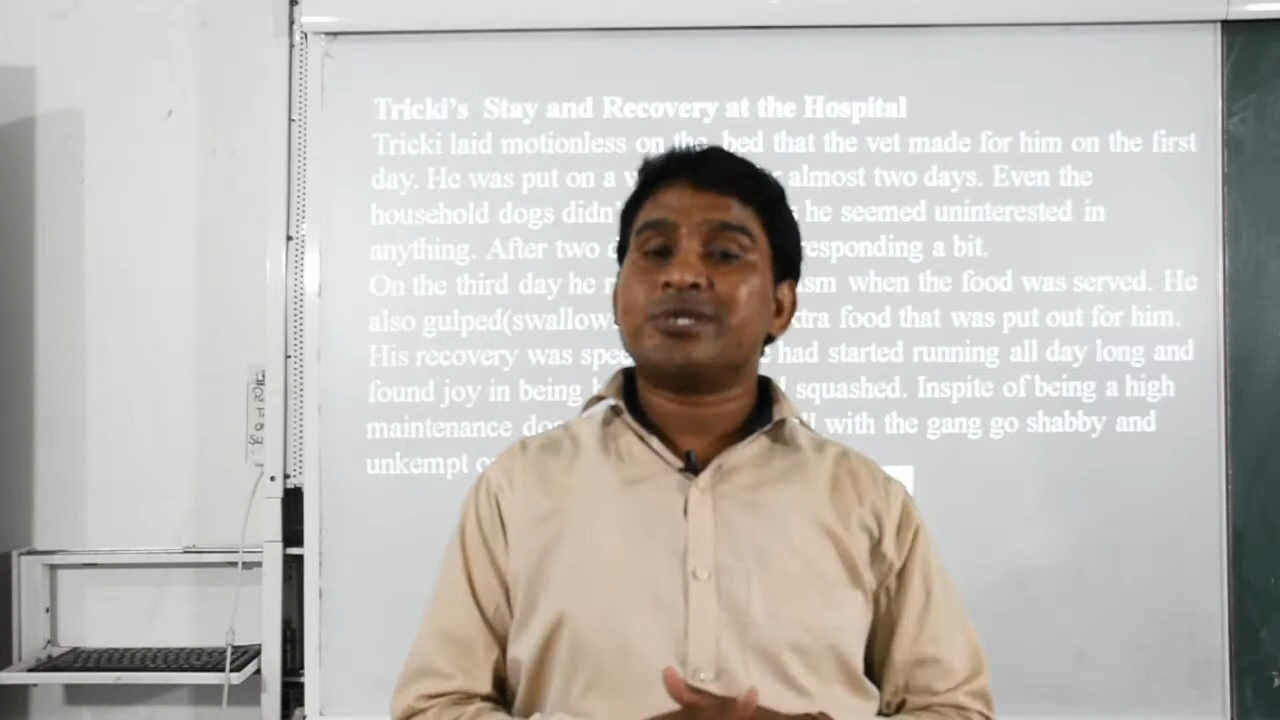 Tricki's Stay and Recovery at the Hospital
Tricki laid motionless on the bed that the vet made for him on the first
day. He was put on a almost two days. Even the
household dogs didn' he seemed uninterested in
anything. After two responding a bit.
On the third day he when the food was served. He
also gulped(swallow food that was put out for him.
His recovery was had started running all day long and
found joy in being squashed. Inspite of being a high
maintenance with the gang go shabby and
unkempt